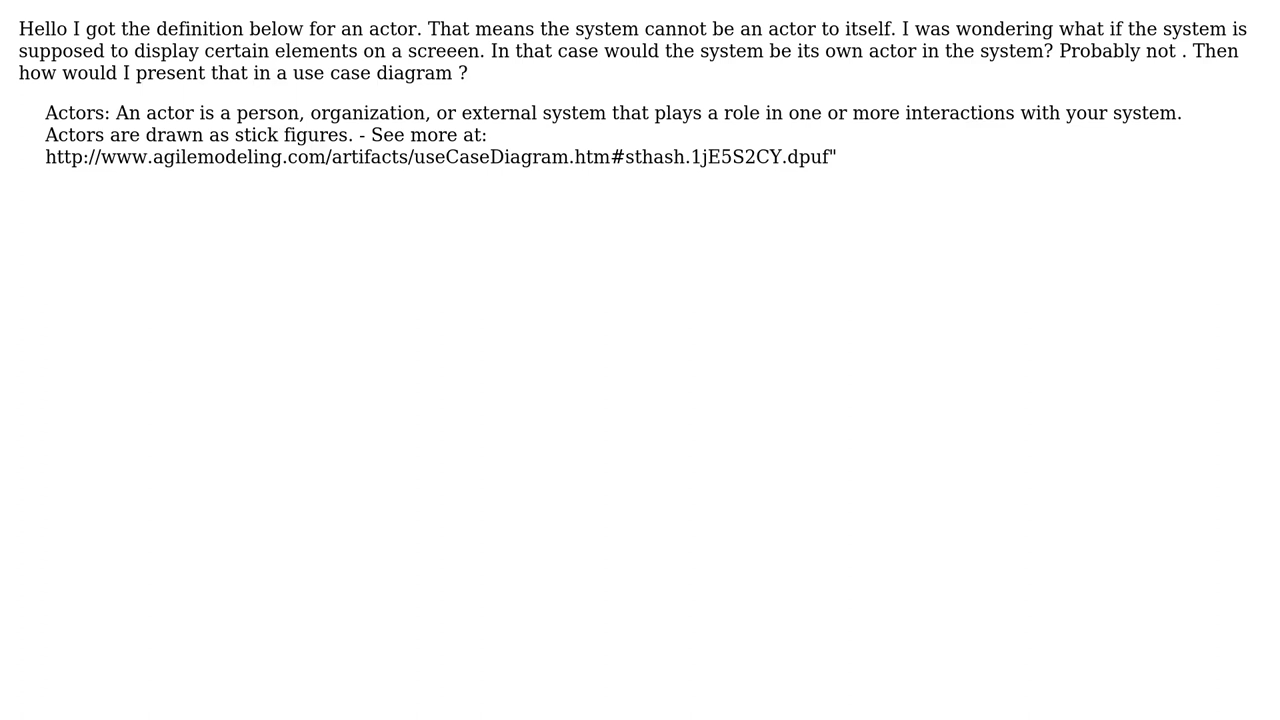 Hello I got the definition below for an actor. That means the system cannot be an actor to itself. I was wondering what if the system is
supposed to display certain elements on a screeen. In that case would the system be its own actor in the system? Probably not . Then
how would I present that in a use case diagram ?
Actors: An actor is a person, organization, or external system that plays a role in one or more interactions with your system.
Actors are drawn as stick figures. - See more at:
http://www.agilemodeling.com/artifacts/useCaseDiagram.htm#sthash.1jE5S2CY.dpuf"